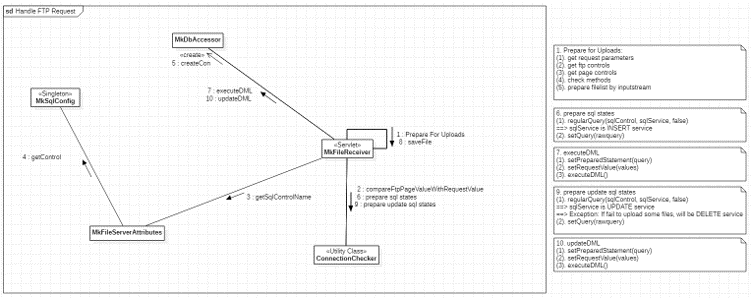 sd Handle FTP Request
MkDbAccessor
«create»
5 : createCon
«Singleton»
MkSqlConfig
7 : executeDML
10 : updateDML
1 : Prepare For Uploads
8 : saveFile
«Servlet»
MkFileReceiver
4 : getControl
2 : compareFtpPageValueWithRequestValue
6 : prepare sql states
9 : prepare update sql states
3 : getSqlControlName
MkFileServerAttributes
«Utility Class»
ConnectionChecker
1. Prepare for Uploads:
(1). get request parameters
(2). get ftp controls
(3). get page controls
(4). check methods
(5). prepare filelist by inputstream
6. prepare sql states
(1). regularQuery(sqlControl, sqlService, false)
==> sqlService is INSERT service
(2). setQuery(rawquery)
7. executeDML
(1). setPreparedStatement(query)
(2). setRequestValue(values)
(3). executeDML()
9. prepare update sql states
(1). regularQuery(sqlControl, sqlService, false)
==> sqlService is UPDATE service
==> Exception: If fail to upload some files, will be DELETE service
(2). setQuery(rawquery)
10. updateDML
(1). setPreparedStatement(query)
(2). setRequestValue(values)
(3). executeDML()